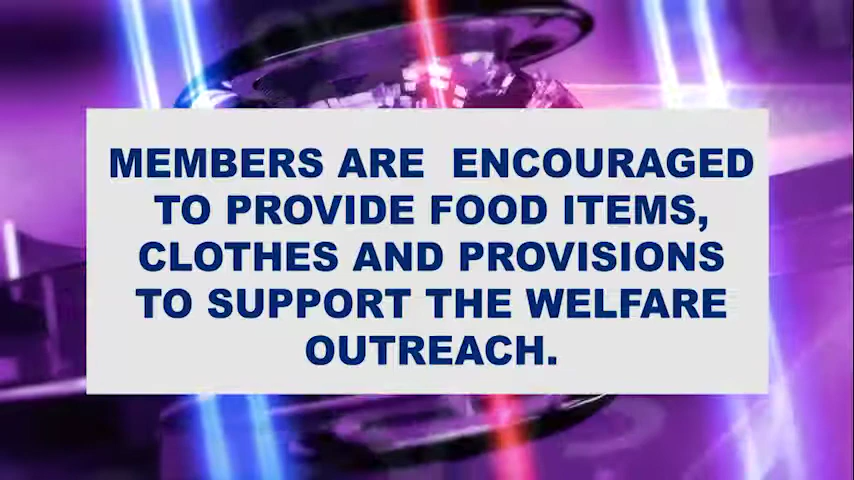 MEMBERS ARE  ENCOURAGED
TO PROVIDE FOOD ITEMS,
CLOTHES AND PROVISIONS
TO SUPPORT THE WELFARE
OUTREACH.